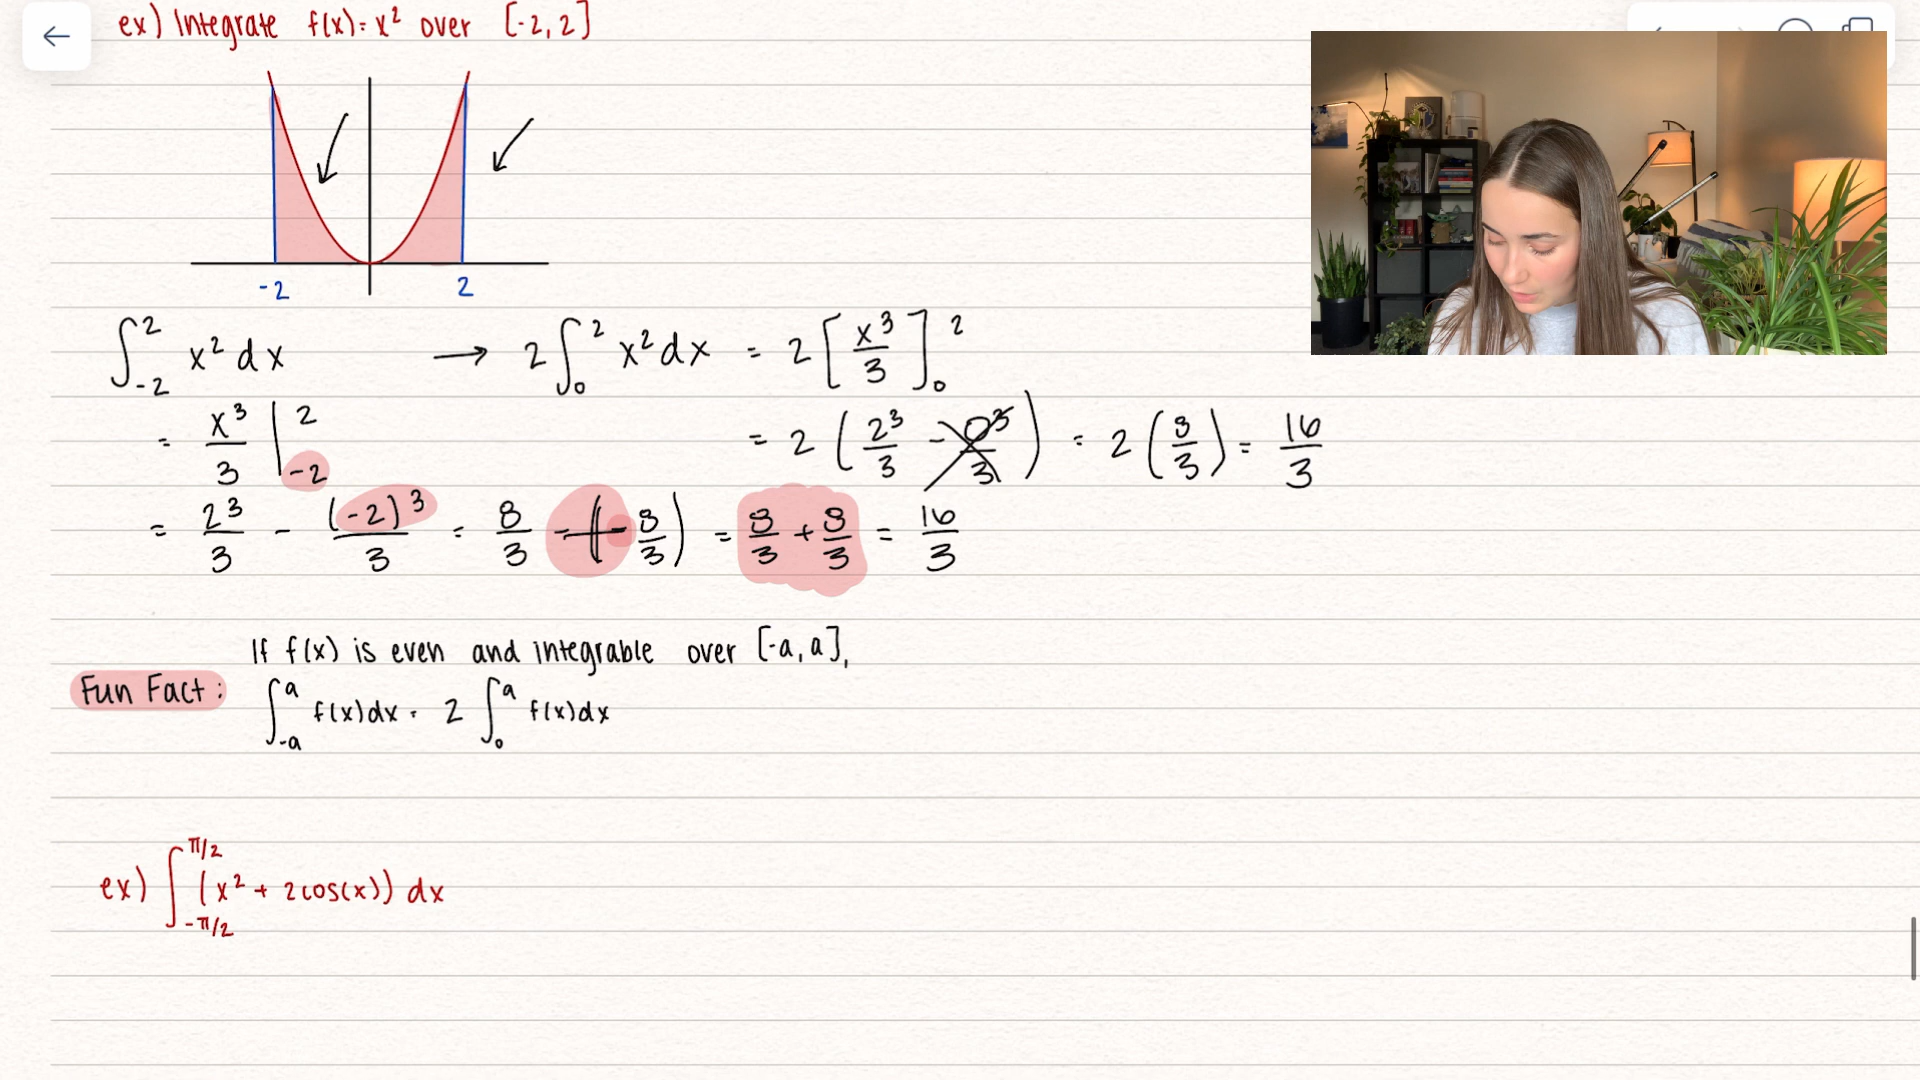 ex) Integrate f(x)=x² over [-2, 2]
-2 2
∫₋₂² x² dx → 2∫₀² x² dx = 2[x³/3]₀²
= x³/3 |₋₂² = 2(2³/3 - 0³/3) = 2(8/3) = 16/3
= 2³/3 - (-2)³/3 = 8/3 - (-8/3) = 8/3 + 8/3 = 16/3
If f(x) is even and integrable over [-a, a],
Fun Fact: ∫₋ₐᵃ f(x)dx = 2 ∫₀ᵃ f(x)dx
ex) ∫_{-π/2}^{π/2} (x² + 2cos(x)) dx